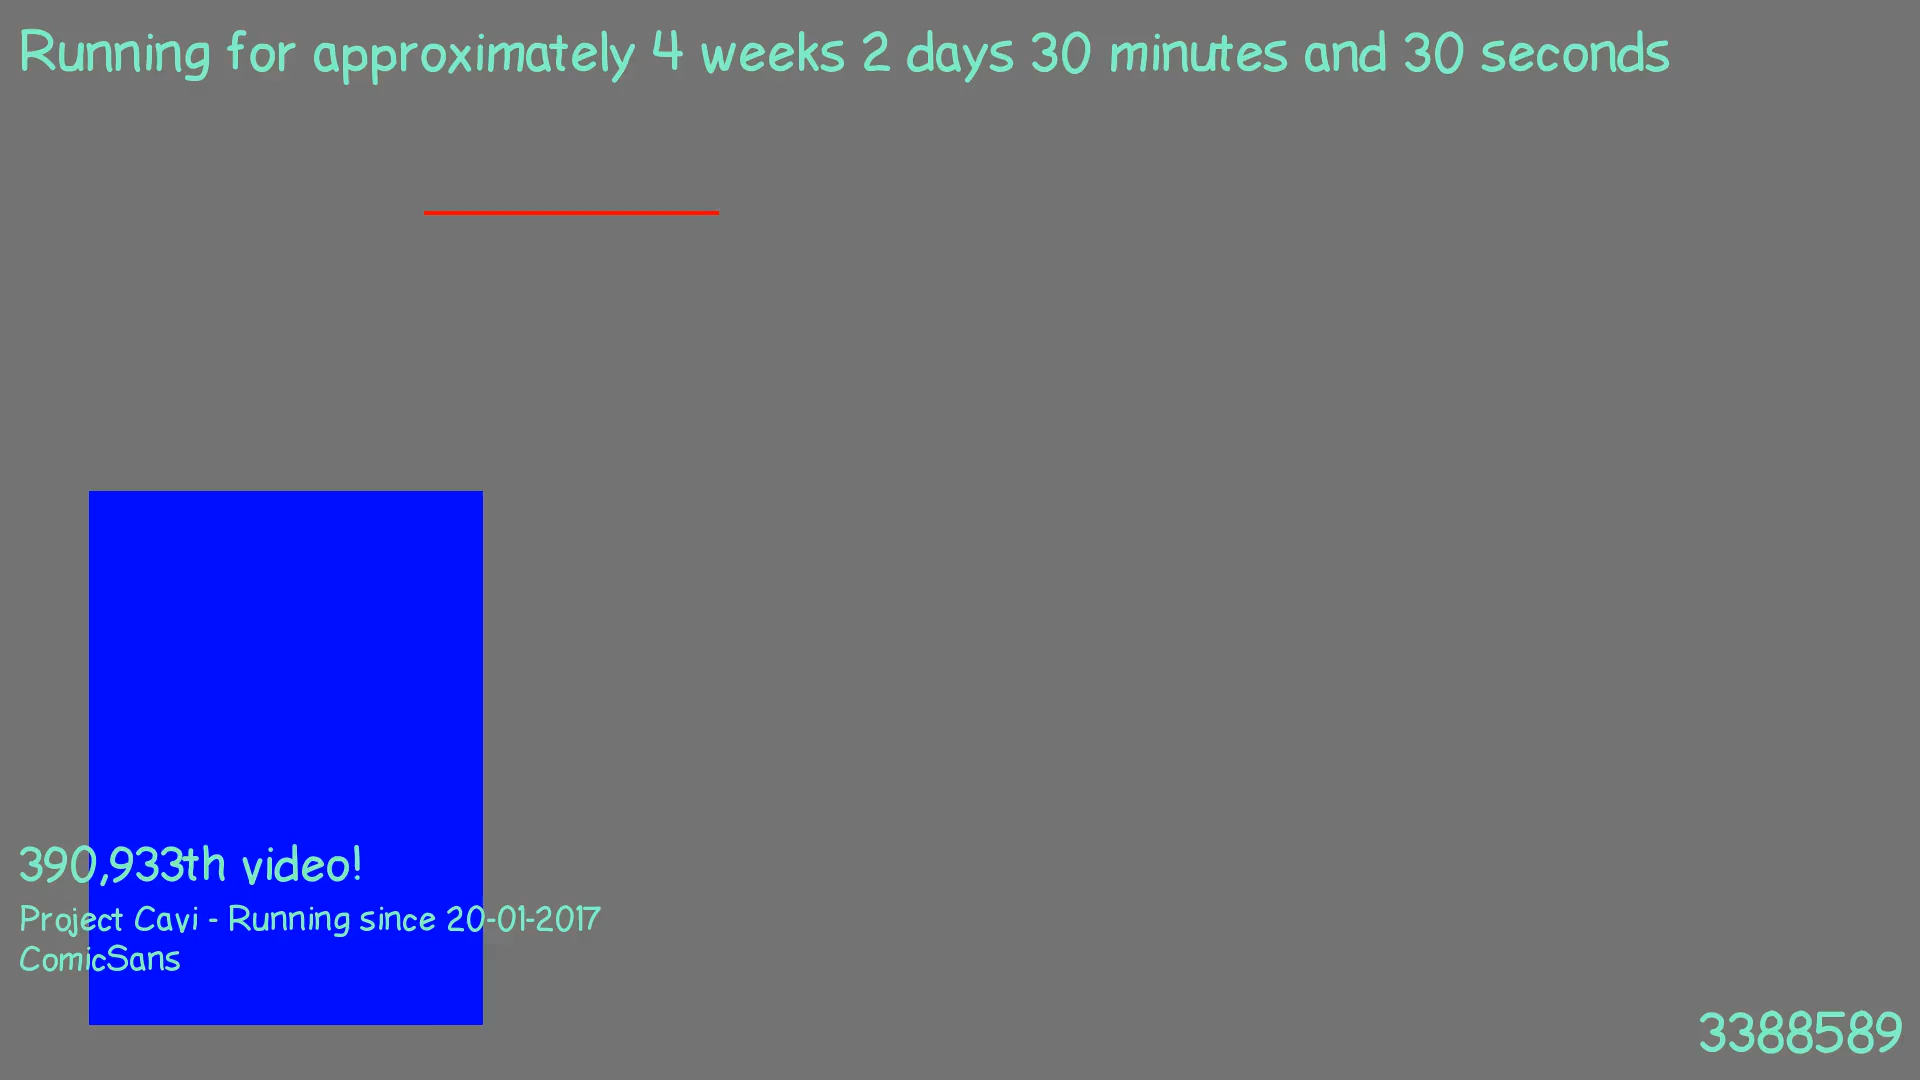 Running for approximately 4 weeks 2 days 30 minutes and 30 seconds
390,933th video!
Project Cavi - Running since 20-01-2017
ComicSans
3388589